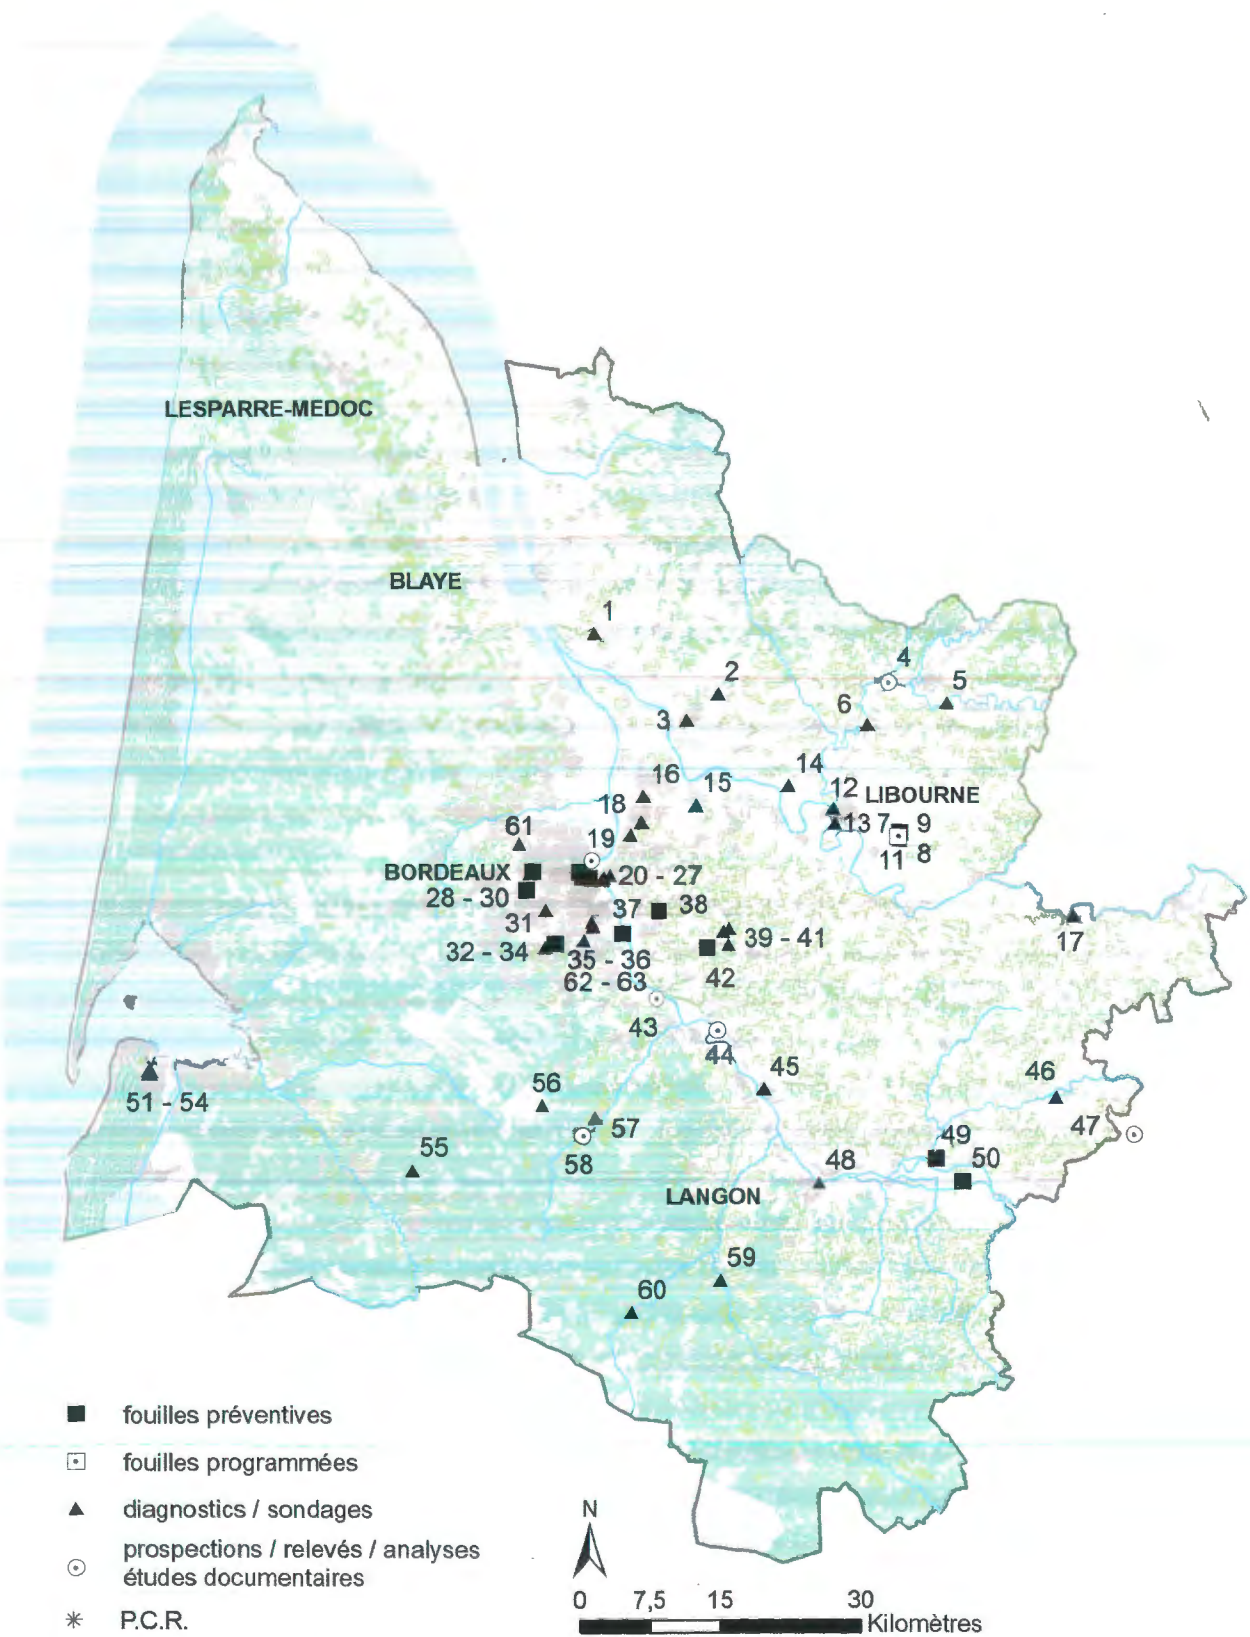 LESPARRE-MEDOC
BLAYE
1
2
3
4
5
6
14
16
15
12
LIBOURNE
18
13 7 9
11 8
61
19
BORDEAUX
20 - 27
28 - 30
31
37
38
32 - 34
35 - 36
39 - 41
17
62 - 63
42
43
44
45
46
56
51 - 54
57
47
49
55
58
48
50
LANGON
59
60
fouilles préventives
fouilles programmées
diagnostics / sondages
prospections / relevés / analyses
études documentaires
P.C.R.
N
0 7,5 15 30
Kilomètres